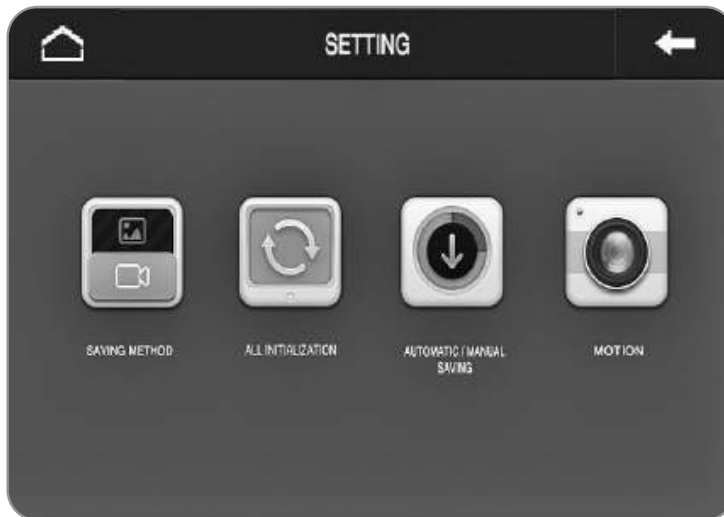 SETTING
SAVING METHOD
ALL INITIALIZATION
AUTOMATIC / MANUAL
SAVING
MOTION